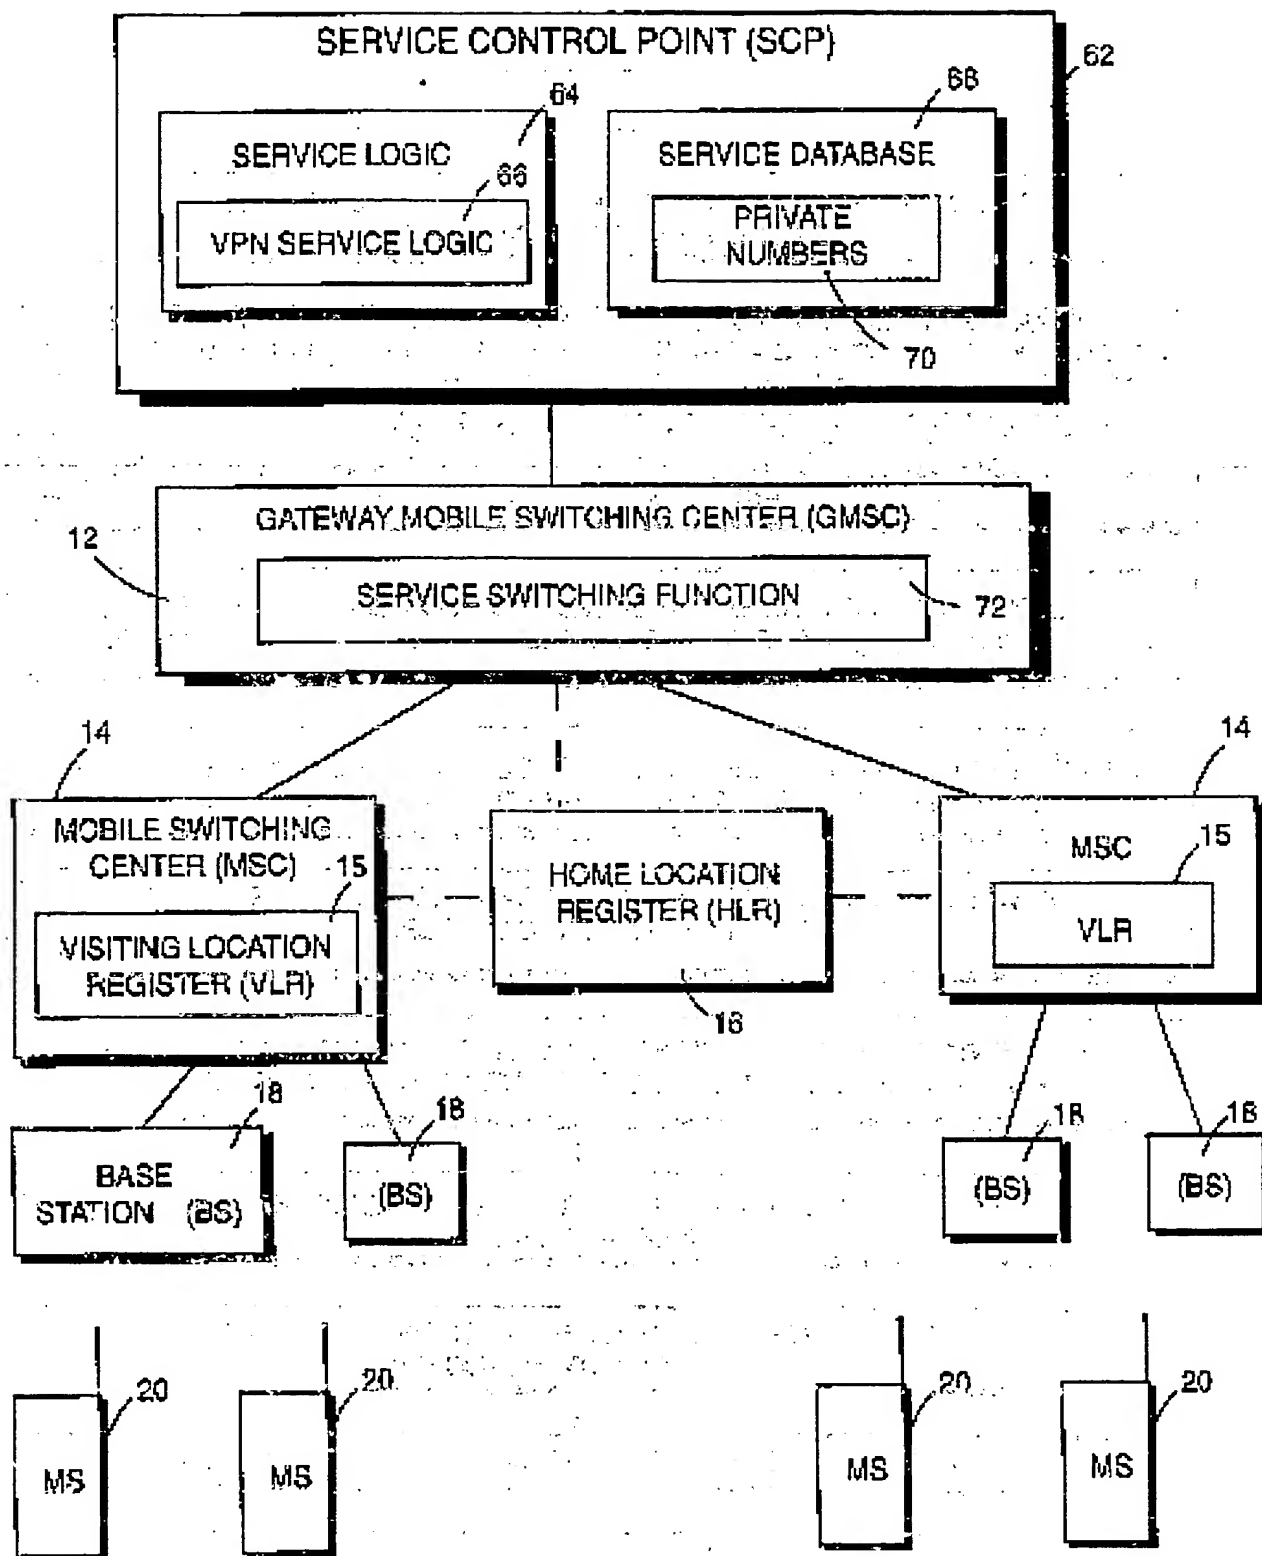 SERVICE CONTROL POINT (SCP)
62
64
68
SERVICE LOGIC
SERVICE DATABASE
66
VPN SERVICE LOGIC
PRIVATE
NUMBERS
70
GATEWAY MOBILE SWITCHING CENTER (GMSC)
12
SERVICE SWITCHING FUNCTION
72
14
14
MOBILE SWITCHING
CENTER (MSC)
15
HOME LOCATION
REGISTER (HLR)
MSC
15
VISITING LOCATION
REGISTER (VLR)
VLR
16
18
18
18
18
BASE
STATION (BS)
(BS)
(BS)
(BS)
20
20
20
20
MS
MS
MS
MS